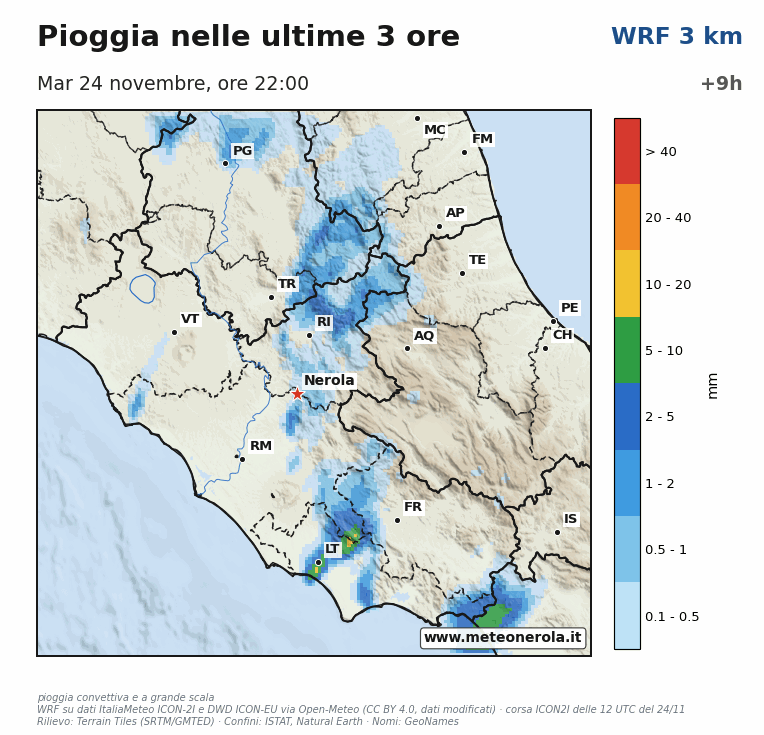 Pioggia nelle ultime 3 ore
WRF 3 km
Mar 24 novembre, ore 22:00
+9h
MC
FM
PG
AP
TE
TR
PE
VT
RI
CH
AQ
Nerola
RM
FR
IS
LT
www.meteonerola.it
> 40
20 - 40
10 - 20
5 - 10
2 - 5
1 - 2
0.5 - 1
0.1 - 0.5
mm
pioggia convettiva e a grande scala
WRF su dati ItaliaMeteo ICON-2I e DWD ICON-EU via Open-Meteo (CC BY 4.0, dati modificati) · corsa ICON2I delle 12 UTC del 24/11
Rilievo: Terrain Tiles (SRTM/GMTED) · Confini: ISTAT, Natural Earth · Nomi: GeoNames